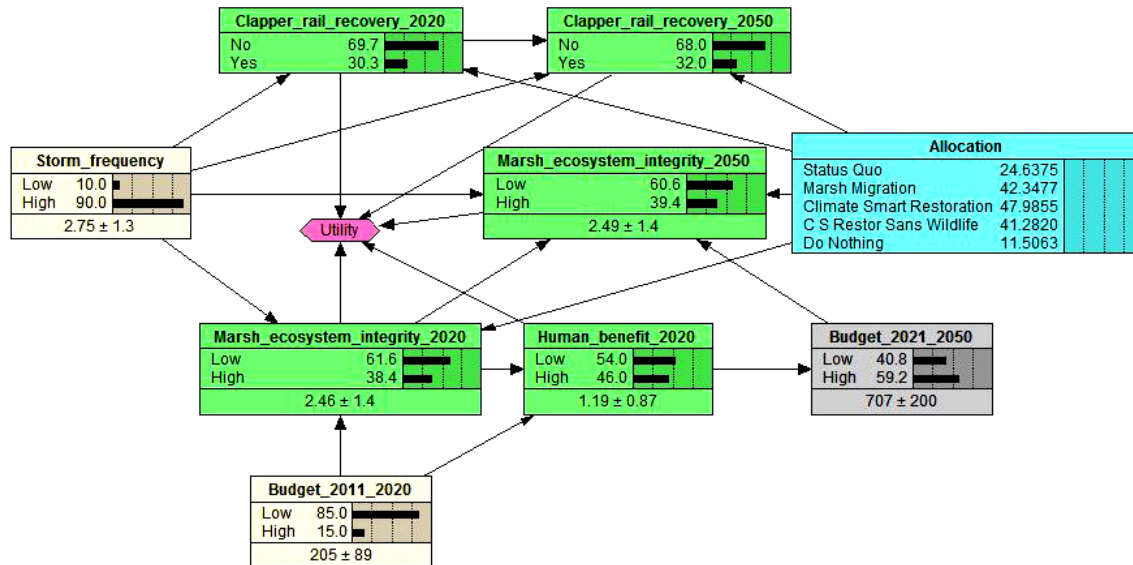 Clapper_rail_recovery_2020
No 69.7
Yes 30.3
Clapper_rail_recovery_2050
No 68.0
Yes 32.0
Storm_frequency
Low 10.0
High 90.0
2.75 ± 1.3
Marsh_ecosystem_integrity_2050
Low 60.6
High 39.4
2.49 ± 1.4
Allocation
Status Quo 24.6375
Marsh Migration 42.3477
Climate Smart Restoration 47.9855
C S Restor Sans Wildlife 41.2820
Do Nothing 11.5063
Utility
Marsh_ecosystem_integrity_2020
Low 61.6
High 38.4
2.46 ± 1.4
Human_benefit_2020
Low 54.0
High 46.0
1.19 ± 0.87
Budget_2021_2050
Low 40.8
High 59.2
707 ± 200
Budget_2011_2020
Low 85.0
High 15.0
205 ± 89